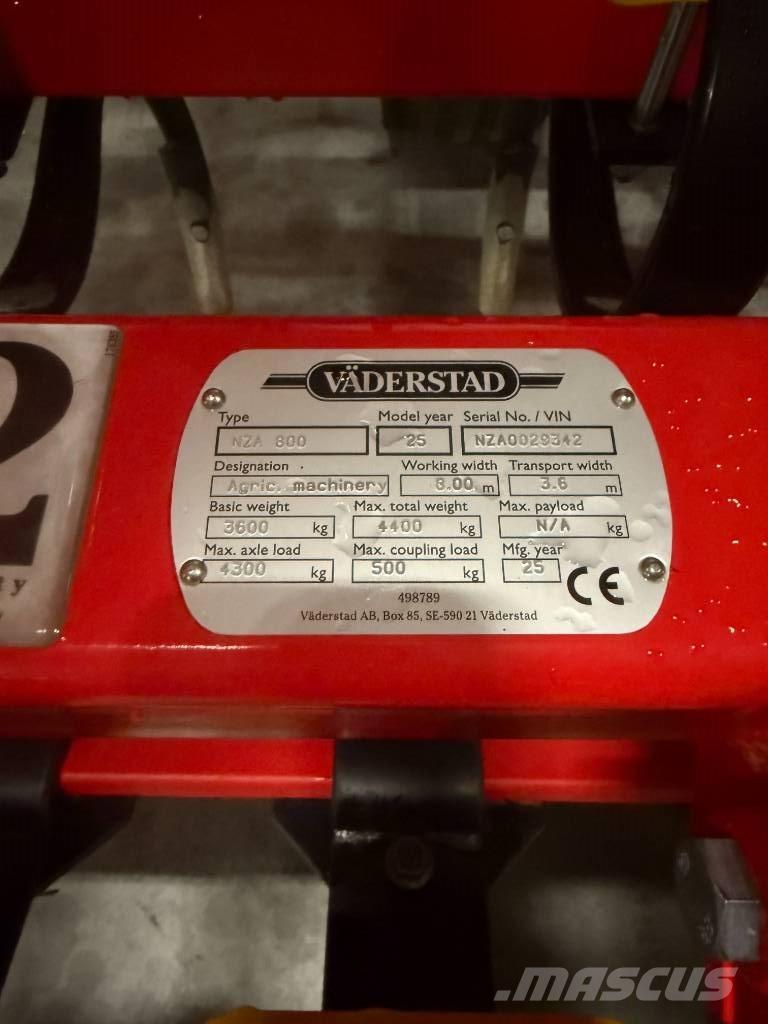 2
ty
VÄDERSTAD
Type Model year Serial No. / VIN
NZA 800 25 NZA0029342
Designation Working width Transport width
Agric. machinery 8.00 m 3.6 m
Basic weight Max. total weight Max. payload
3600 kg 4400 kg N/A kg
Max. axle load Max. coupling load Mfg. year
4300 kg 500 kg 25 CE
498789
Väderstad AB, Box 85, SE-590 21 Väderstad
.MASCUS